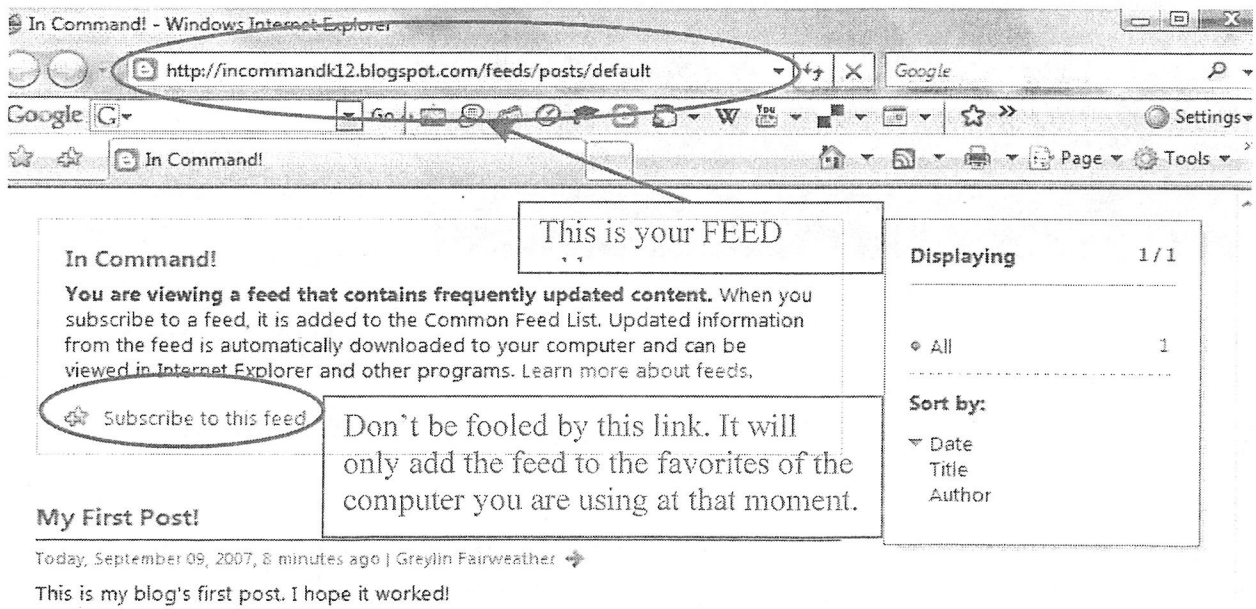 In Command! - Windows Internet Explorer
http://incommandk12.blogspot.com/feeds/posts/default
Google
Google G
Go
W
You
Settings
In Command!
Page
Tools
This is your FEED
In Command!
You are viewing a feed that contains frequently updated content. When you
subscribe to a feed, it is added to the Common Feed List. Updated information
from the feed is automatically downloaded to your computer and can be
viewed in Internet Explorer and other programs. Learn more about feeds.
Subscribe to this feed
Don't be fooled by this link. It will
only add the feed to the favorites of the
computer you are using at that moment.
Displaying 1 / 1
All 1
Sort by:
Date
Title
Author
My First Post!
Today, September 09, 2007, 8 minutes ago | Greylin Fairweather
This is my blog's first post. I hope it worked!